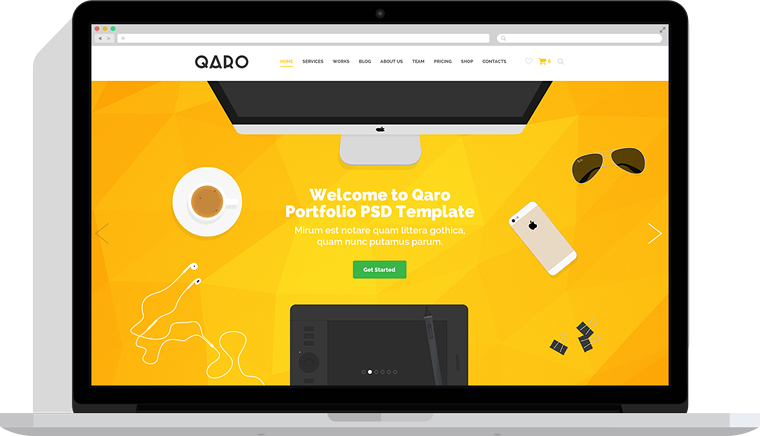 QARO
HOME SERVICES WORKS BLOG ABOUT US TEAM PRICING SHOP CONTACTS
Welcome to Qaro
Portfolio PSD Template
Mirum est notare quam littera gothica,
quam nunc putamus parum.
Get Started